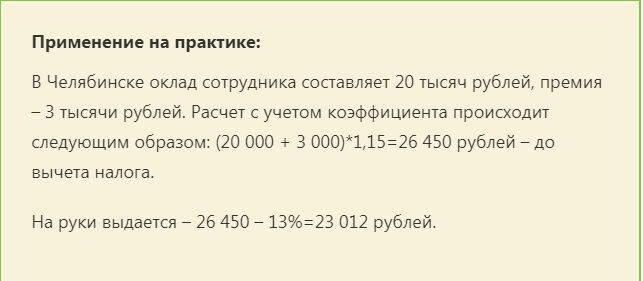 Применение на практике:
В Челябинске оклад сотрудника составляет 20 тысяч рублей, премия
– 3 тысячи рублей. Расчет с учетом коэффициента происходит
следующим образом: (20 000 + 3 000)*1,15=26 450 рублей – до
вычета налога.
На руки выдается – 26 450 – 13%=23 012 рублей.